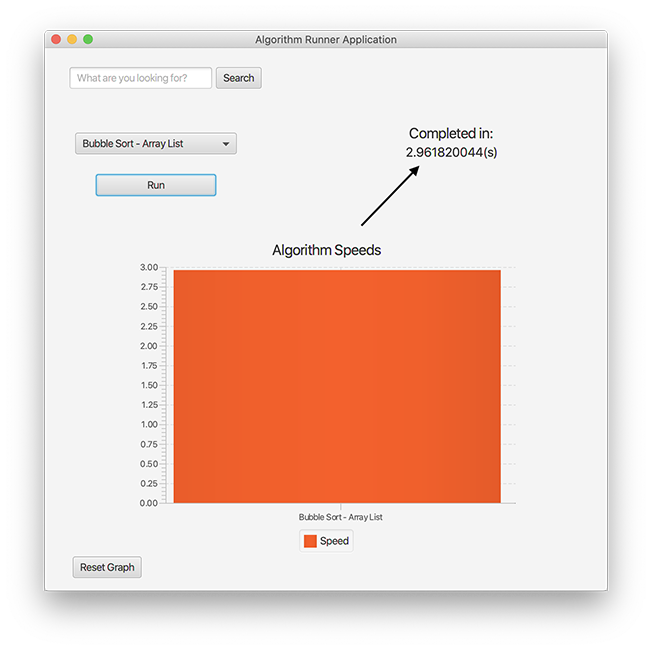 Algorithm Runner Application
What are you looking for?
Search
Bubble Sort - Array List
Completed in:
2.961820044(s)
Run
Algorithm Speeds
3.00
2.75
2.50
2.25
2.00
1.75
1.50
1.25
1.00
0.75
0.50
0.25
0.00
Bubble Sort - Array List
Speed
Reset Graph